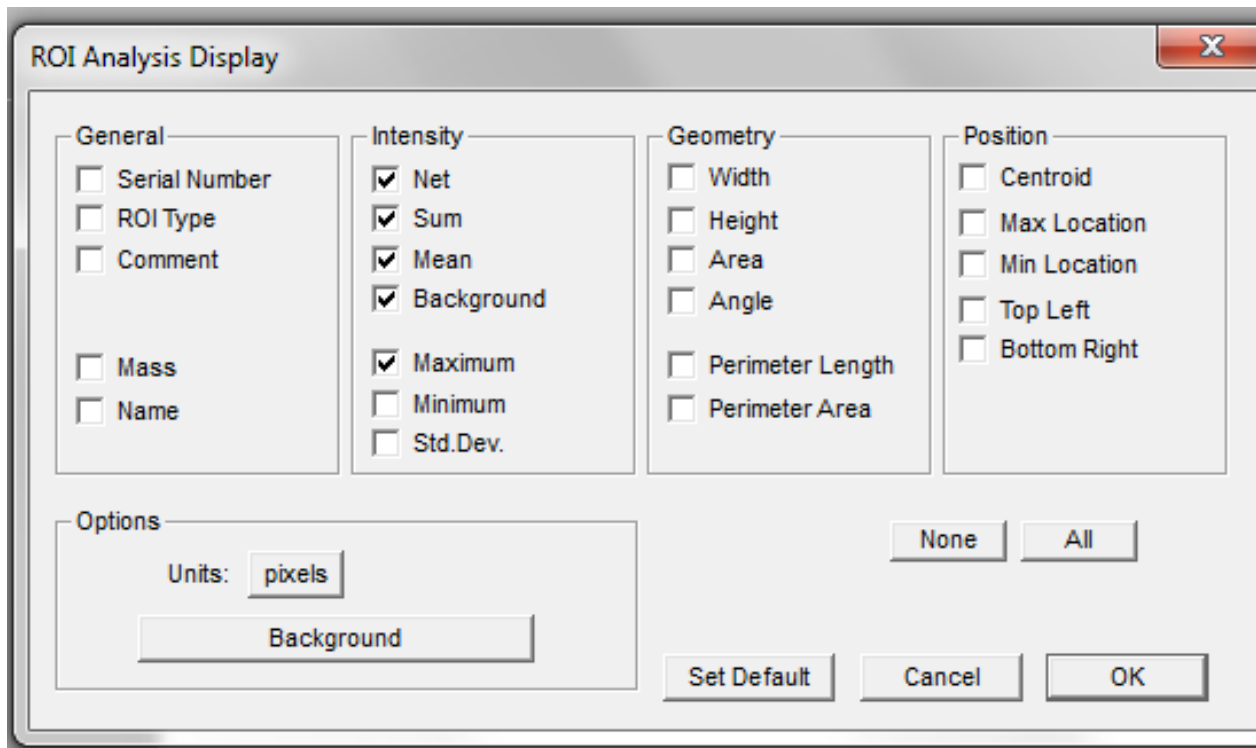 ROI Analysis Display
General
Serial Number
ROI Type
Comment
Mass
Name
Intensity
Net
Sum
Mean
Background
Maximum
Minimum
Std.Dev.
Geometry
Width
Height
Area
Angle
Perimeter Length
Perimeter Area
Position
Centroid
Max Location
Min Location
Top Left
Bottom Right
Options
Units: pixels
Background
None All
Set Default Cancel OK